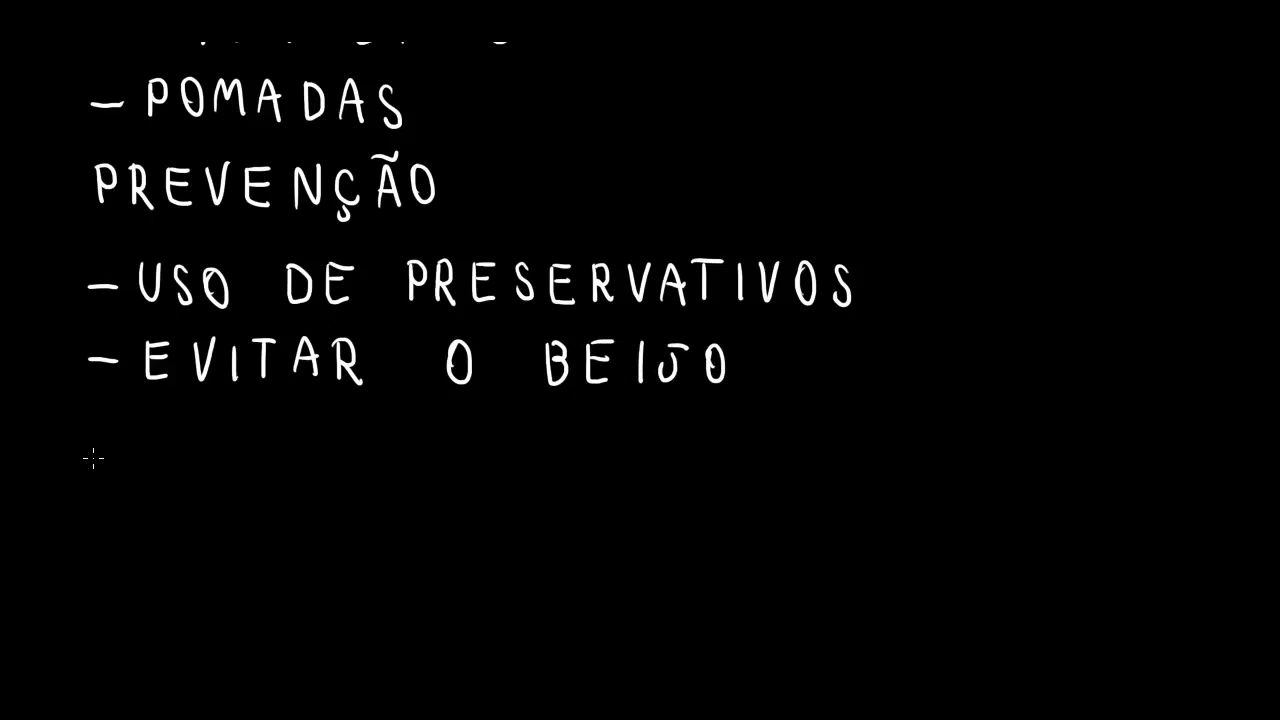 - POMADAS
PREVENÇÃO
- USO DE PRESERVATIVOS
- EVITAR O BEIJO